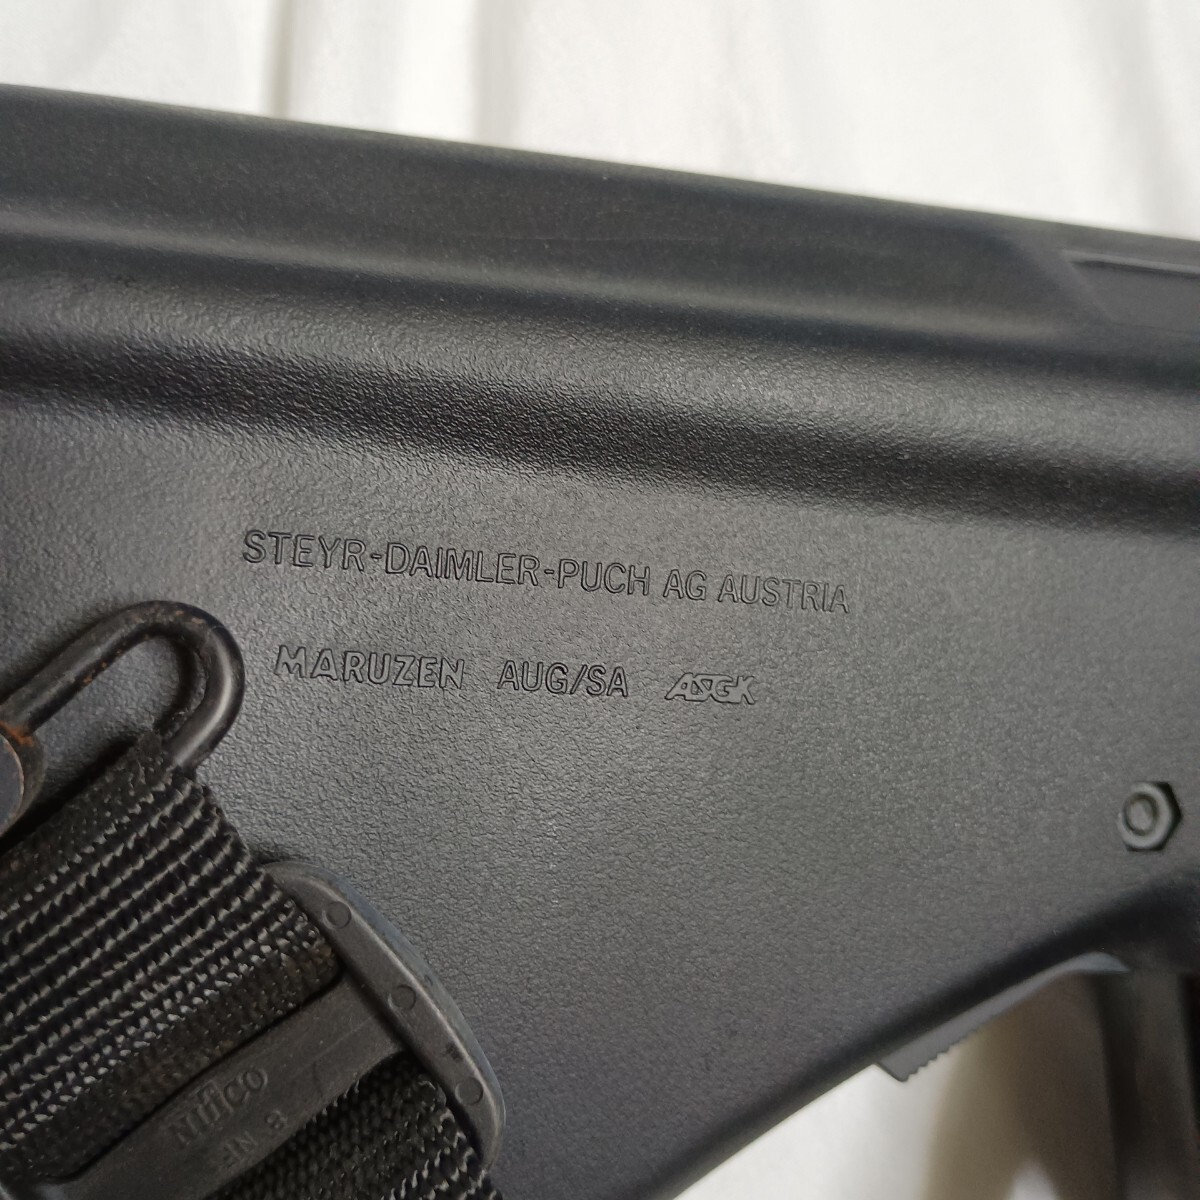 STEYR-DAIMLER-PUCH AG AUSTRIA
MARUZEN AUG/SA ASGK
nifco